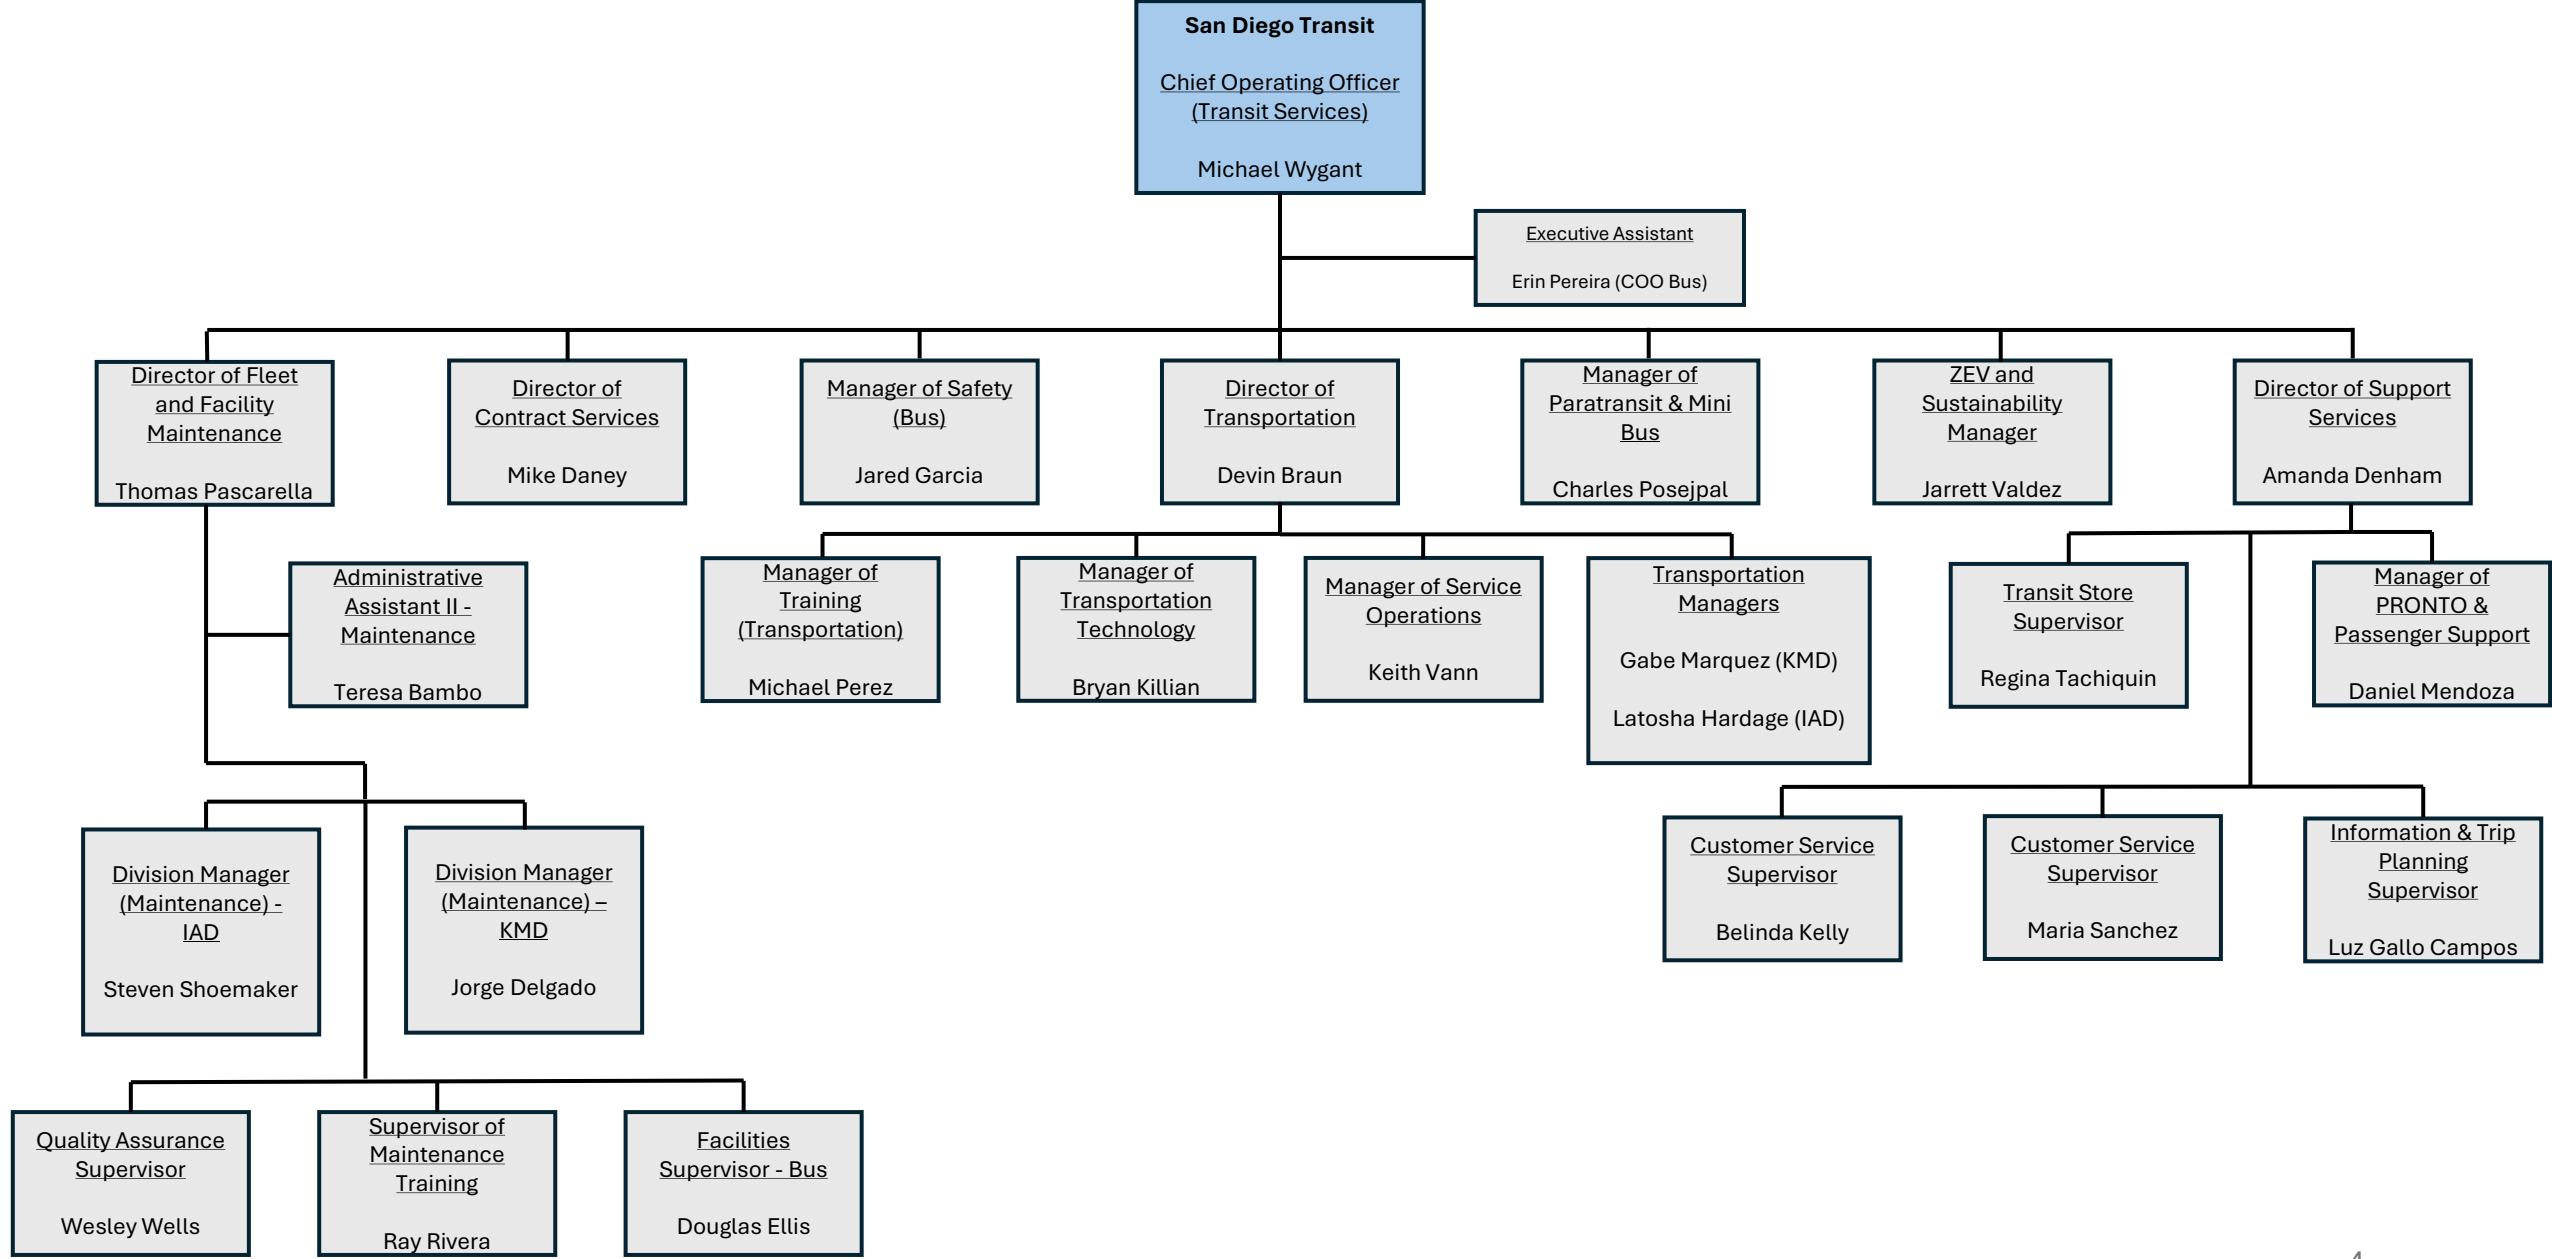 San Diego Transit
Chief Operating Officer
(Transit Services)
Michael Wygant
Executive Assistant
Erin Pereira (COO Bus)
Director of Fleet
and Facility
Maintenance
Thomas Pascarella
Director of
Contract Services
Mike Daney
Manager of Safety
(Bus)
Jared Garcia
Director of
Transportation
Devin Braun
Manager of
Paratransit & Mini
Bus
Charles Posejpal
ZEV and
Sustainability
Manager
Jarrett Valdez
Director of Support
Services
Amanda Denham
Administrative
Assistant II -
Maintenance
Teresa Bambo
Manager of
Training
(Transportation)
Michael Perez
Manager of
Transportation
Technology
Bryan Killian
Manager of Service
Operations
Keith Vann
Transportation
Managers
Gabe Marquez (KMD)
Latosha Hardage (IAD)
Transit Store
Supervisor
Regina Tachiquin
Manager of
PRONTO &
Passenger Support
Daniel Mendoza
Division Manager
(Maintenance) -
IAD
Steven Shoemaker
Division Manager
(Maintenance) –
KMD
Jorge Delgado
Customer Service
Supervisor
Belinda Kelly
Customer Service
Supervisor
Maria Sanchez
Information & Trip
Planning
Supervisor
Luz Gallo Campos
Quality Assurance
Supervisor
Wesley Wells
Supervisor of
Maintenance
Training
Ray Rivera
Facilities
Supervisor - Bus
Douglas Ellis